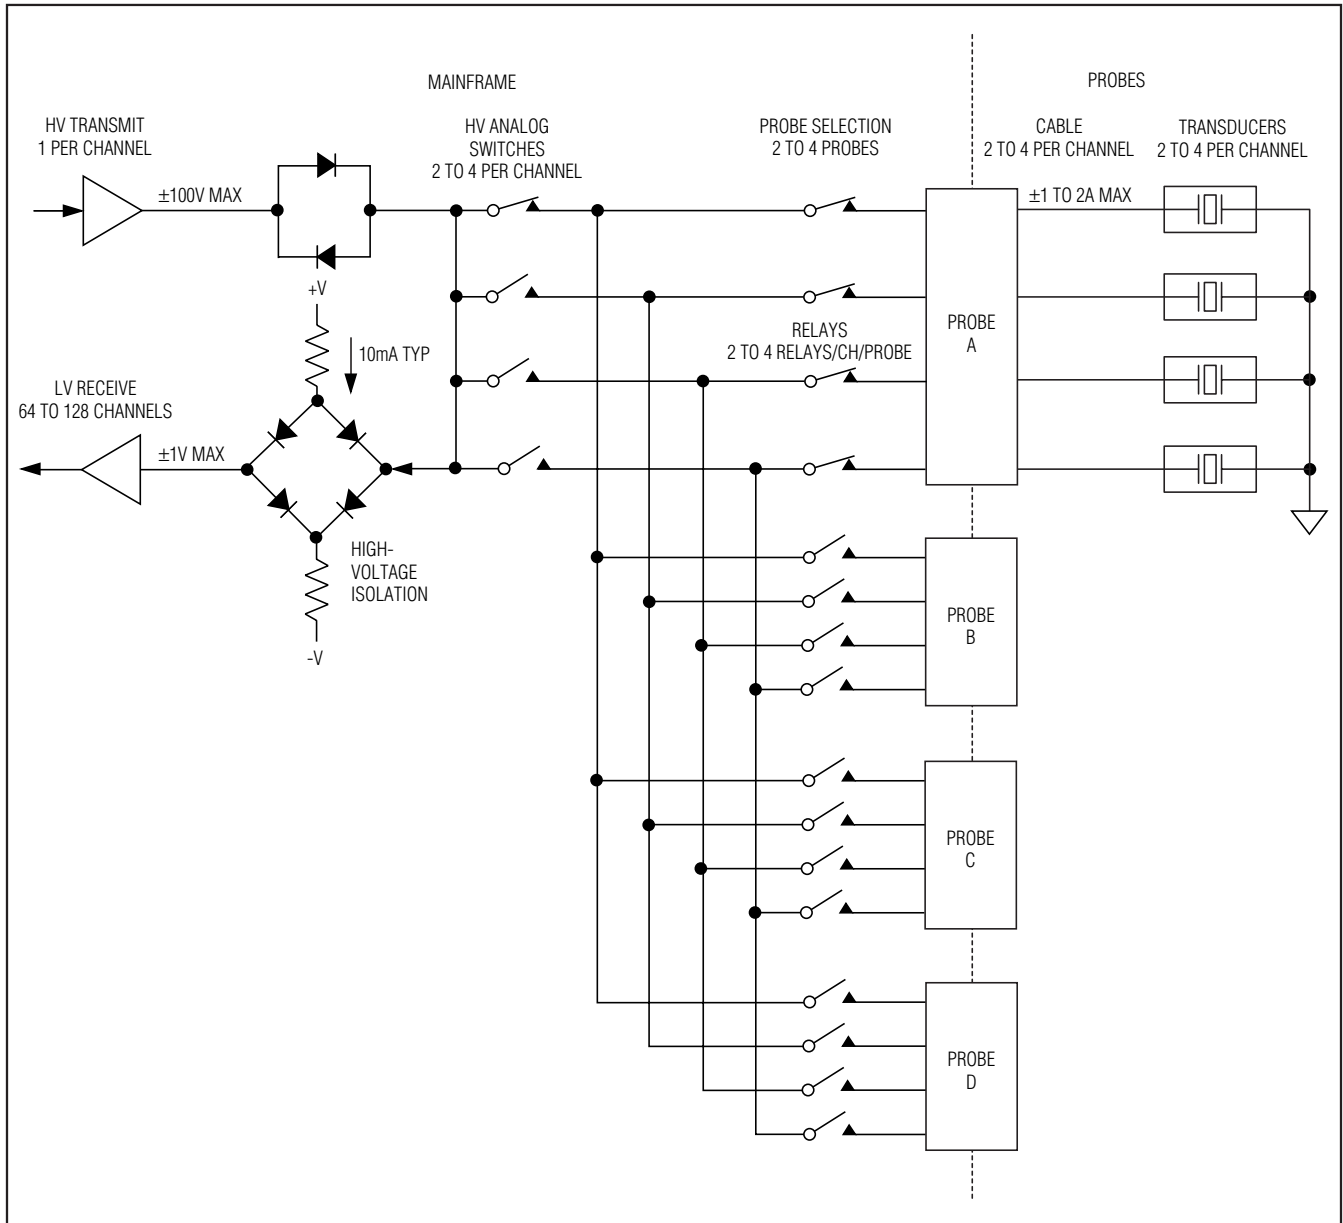 MAINFRAME
PROBES
HV TRANSMIT
1 PER CHANNEL
HV ANALOG
SWITCHES
2 TO 4 PER CHANNEL
PROBE SELECTION
2 TO 4 PROBES
CABLE
2 TO 4 PER CHANNEL
TRANSDUCERS
2 TO 4 PER CHANNEL
±100V MAX
±1 TO 2A MAX
+V
10mA TYP
RELAYS
2 TO 4 RELAYS/CH/PROBE
PROBE
A
LV RECEIVE
64 TO 128 CHANNELS
±1V MAX
HIGH-
VOLTAGE
ISOLATION
-V
PROBE
B
PROBE
C
PROBE
D